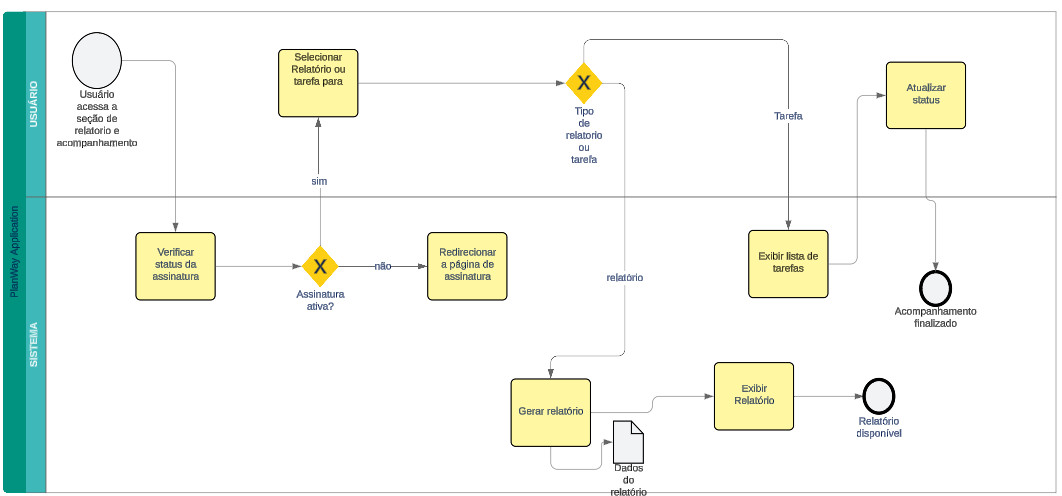 PlanWay Application
USUÁRIO
SISTEMA
Usuário
acessa a
seção de
relatorio e
acompanhamento
Selecionar
Relatório ou
tarefa para
X
Tipo
de
relatorio
ou
tarefa
Tarefa
Atualizar
status
sim
Verificar
status da
assinatura
X
Assinatura
ativa?
não
Redirecionar
a página de
assinatura
relatório
Exibir lista de
tarefas
Acompanhamento
finalizado
Gerar relatório
Dados
do
relatório
Exibir
Relatório
Relatório
disponível